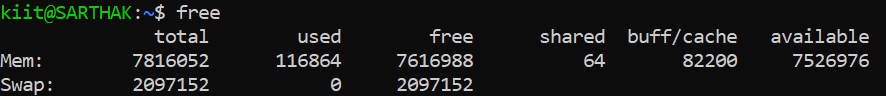 kiit@SARTHAK:~$ free
total used free shared buff/cache available
Mem: 7816052 116864 7616988 64 82200 7526976
Swap: 2097152 0 2097152